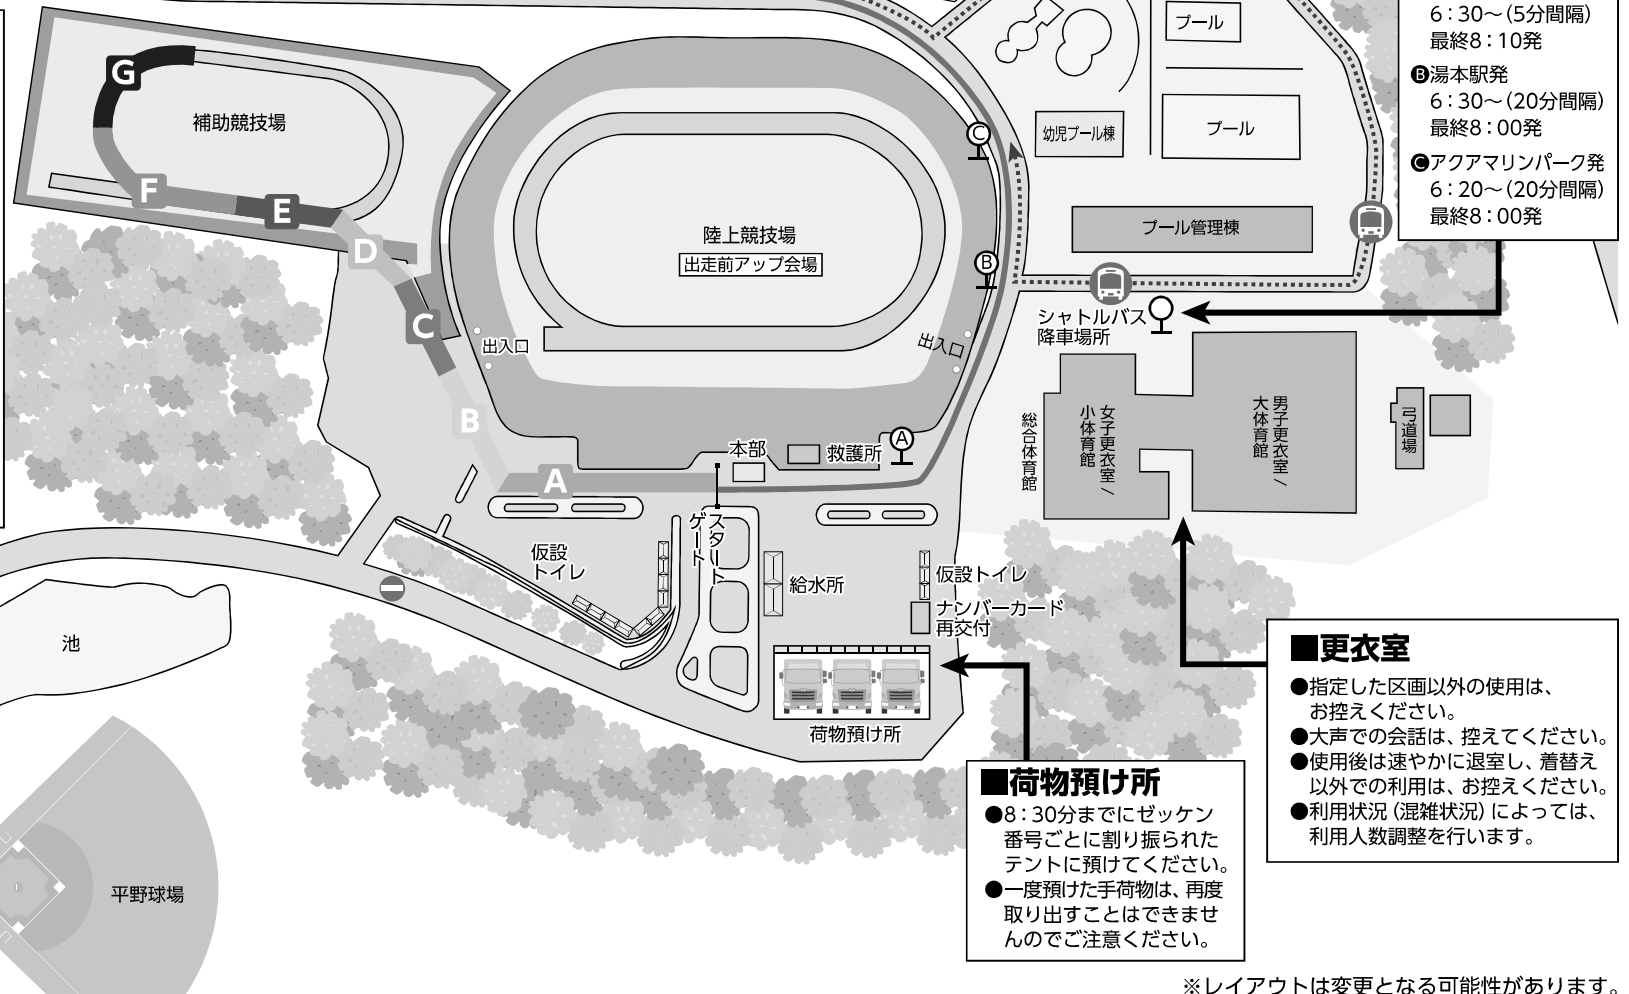 プール
6：30～(5分間隔)
最終8：10発
Ⓑ湯本駅発
6：30～(20分間隔)
最終8：00発
Ⓒアクアマリンパーク発
6：20～(20分間隔)
最終8：00発
G
補助競技場
F
E
D
C
B
A
陸上競技場
出走前アップ会場
C
B
A
幼児プール棟
プール
プール管理棟
シャトルバス
降車場所
出入口
出入口
本部
救護所
総合体育館
女子更衣室/
小体育館
男子更衣室/
大体育館
弓道場
スタート
ゲート
仮設
トイレ
給水所
仮設トイレ
ナンバーカード
再交付
荷物預け所
池
平野球場
■更衣室
●指定した区画以外の使用は、
お控えください。
●大声での会話は、控えてください。
●使用後は速やかに退室し、着替え
以外での利用は、お控えください。
●利用状況（混雑状況）によっては、
利用人数調整を行います。
■荷物預け所
●8：30分までにゼッケン
番号ごとに割り振られた
テントに預けてください。
●一度預けた手荷物は、再度
取り出すことはできませ
んのでご注意ください。
※レイアウトは変更となる可能性があります。